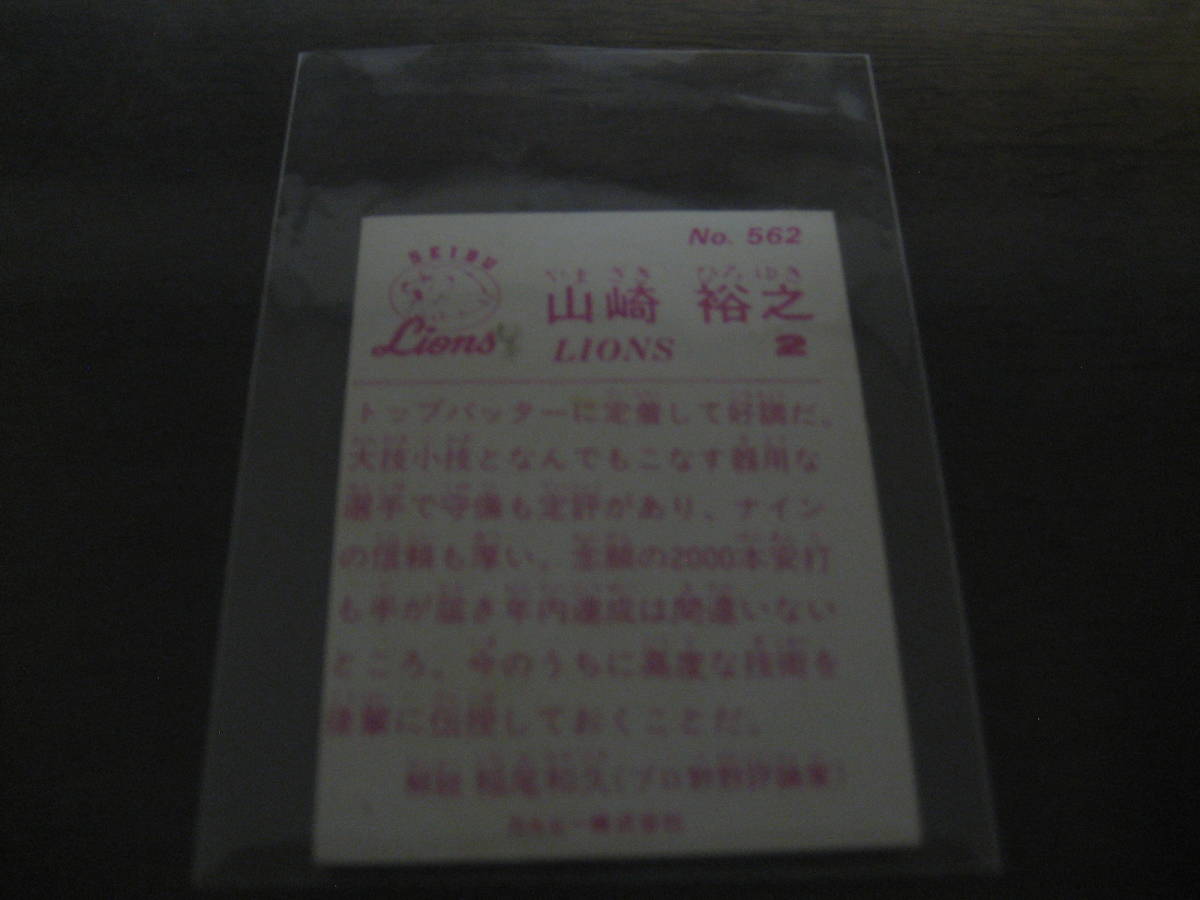 No. 562
SEIBU
Lions
やま ざき ひろ ゆき
山崎 裕之
LIONS 2
トップバッターに定着して好調だ。
大技小技となんでもこなす器用な
選手で守備も定評があり、ナイン
の信頼も厚い。念願の2000本安打
も手が届き年内達成は間違いない
ところ。今のうちに高度な技術を
後輩に伝授しておくことだ。
解説 稲尾和久(プロ野球評論家)
カルビー株式会社